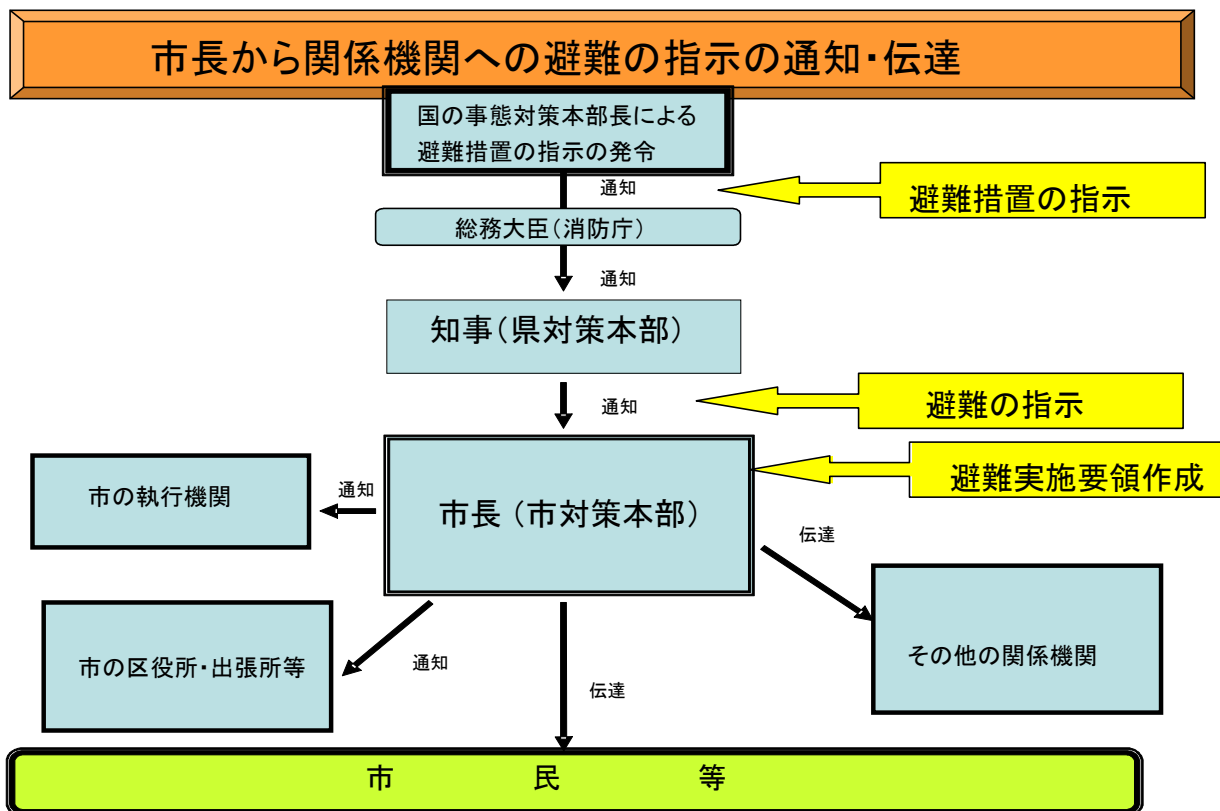 市長から関係機関への避難の指示の通知・伝達
国の事態対策本部長による
避難措置の指示の発令
通知
避難措置の指示
総務大臣(消防庁)
通知
知事(県対策本部)
通知
避難の指示
避難実施要領作成
市長(市対策本部)
通知
市の執行機関
伝達
その他の関係機関
通知
市の区役所・出張所等
伝達
市民等